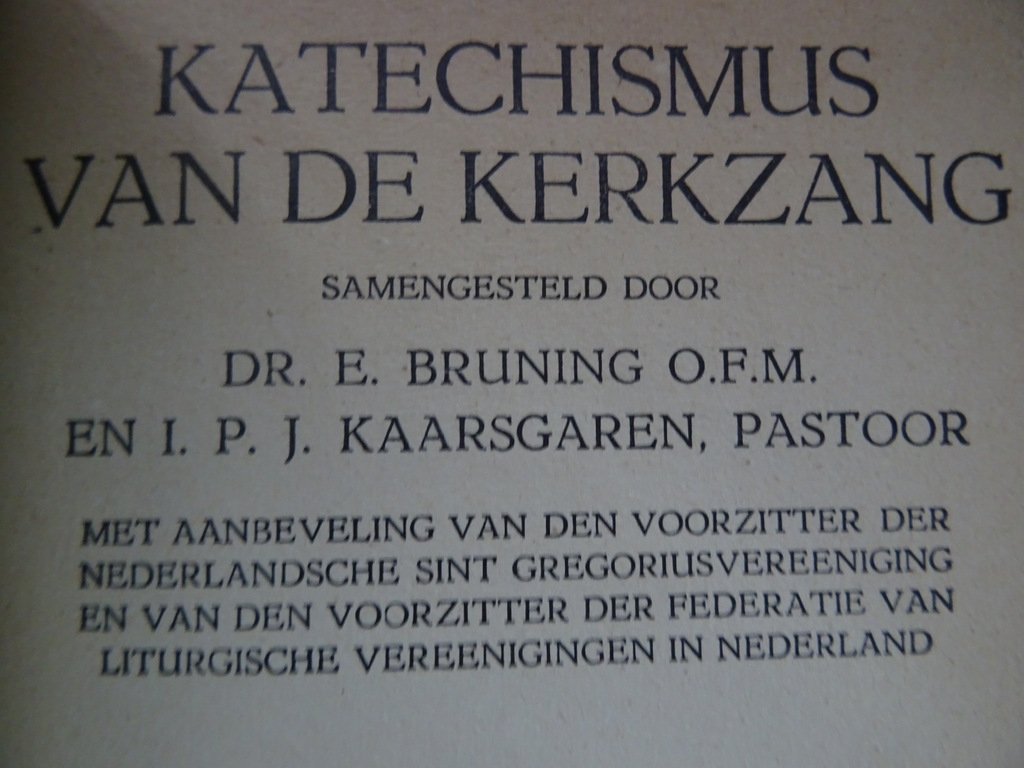 KATECHISMUS
VAN DE KERKZANG
SAMENGESTELD DOOR
DR. E. BRUNING O.F.M.
EN I. P. J. KAARSGAREN, PASTOOR
MET AANBEVELING VAN DEN VOORZITTER DER
NEDERLANDSCHE SINT GREGORIUSVEREENIGING
EN VAN DEN VOORZITTER DER FEDERATIE VAN
LITURGISCHE VEREENIGINGEN IN NEDERLAND